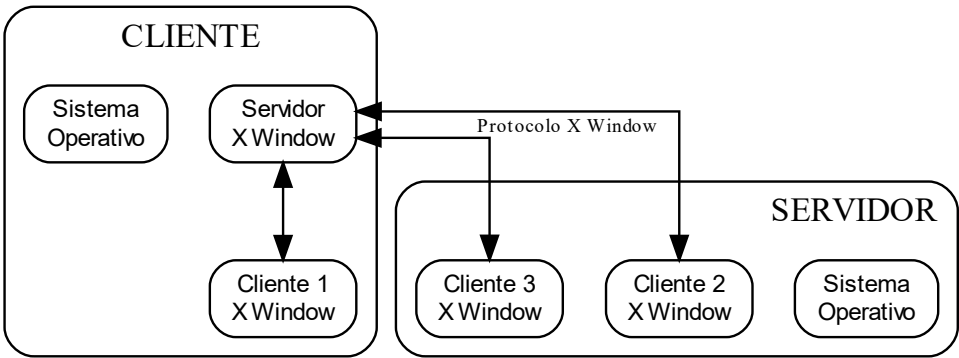 CLIENTE
Sistema
Operativo
Servidor
X Window
Protocolo X Window
Cliente 1
X Window
SERVIDOR
Cliente 3
X Window
Cliente 2
X Window
Sistema
Operativo